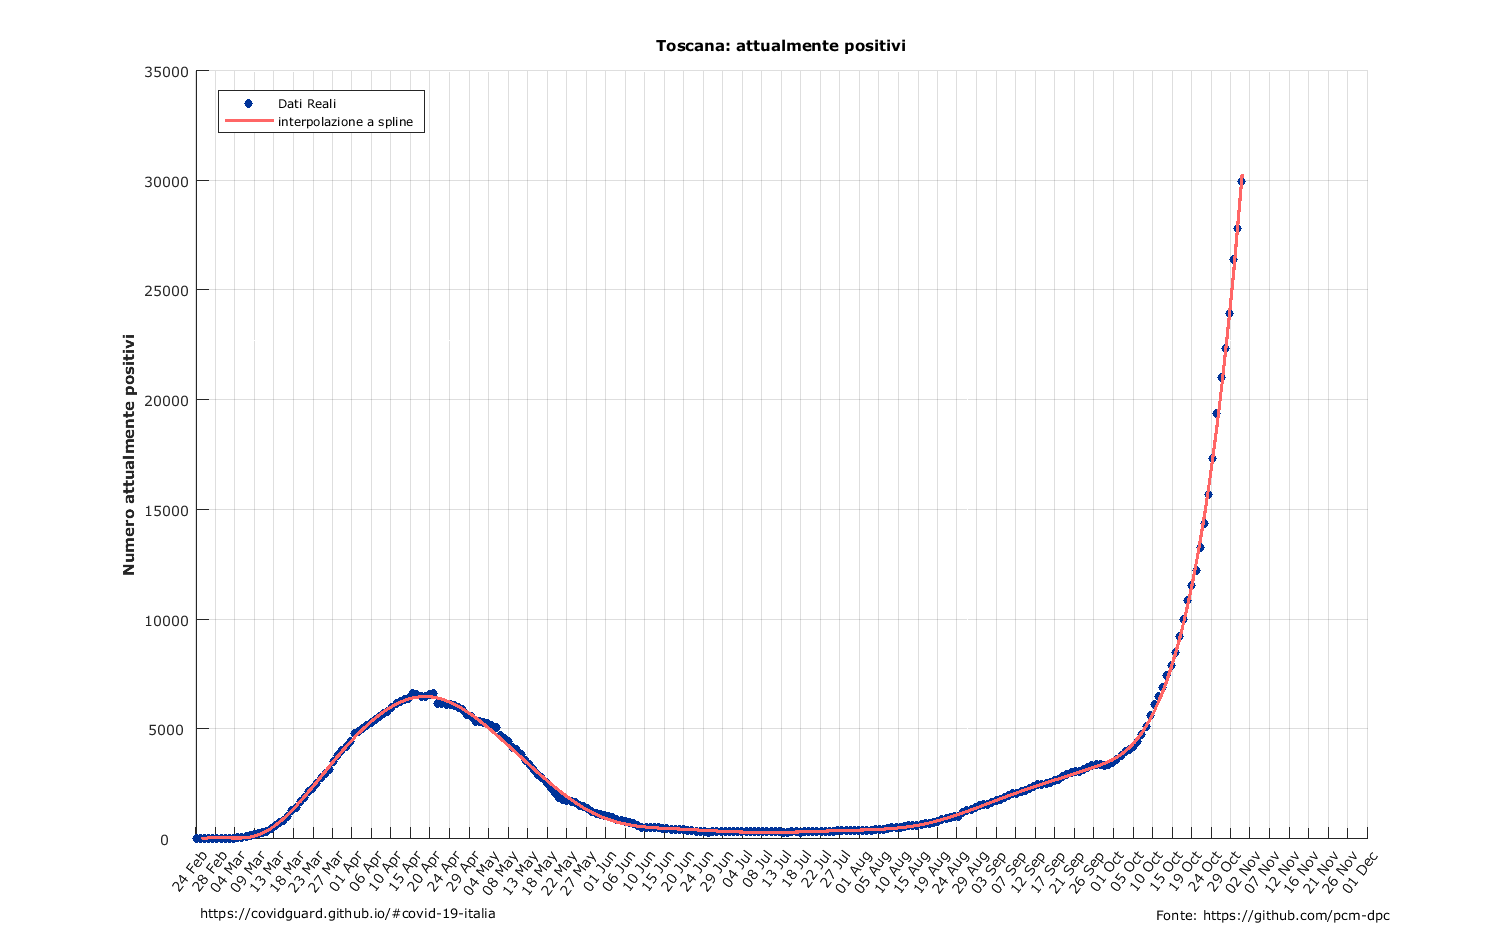 Toscana: attualmente positivi
35000
30000
25000
20000
15000
10000
5000
0
Numero attualmente positivi
Dati Reali
interpolazione a spline
24 Feb
28 Feb
04 Mar
09 Mar
13 Mar
18 Mar
23 Mar
27 Mar
01 Apr
06 Apr
10 Apr
15 Apr
20 Apr
24 Apr
29 Apr
04 May
08 May
13 May
18 May
22 May
27 May
01 Jun
06 Jun
10 Jun
15 Jun
20 Jun
24 Jun
29 Jun
04 Jul
08 Jul
13 Jul
18 Jul
22 Jul
27 Jul
01 Aug
05 Aug
10 Aug
15 Aug
19 Aug
24 Aug
29 Aug
03 Sep
07 Sep
12 Sep
17 Sep
21 Sep
26 Sep
01 Oct
05 Oct
10 Oct
15 Oct
19 Oct
24 Oct
29 Oct
02 Nov
07 Nov
12 Nov
16 Nov
21 Nov
26 Nov
01 Dec
https://covidguard.github.io/#covid-19-italia
Fonte: https://github.com/pcm-dpc